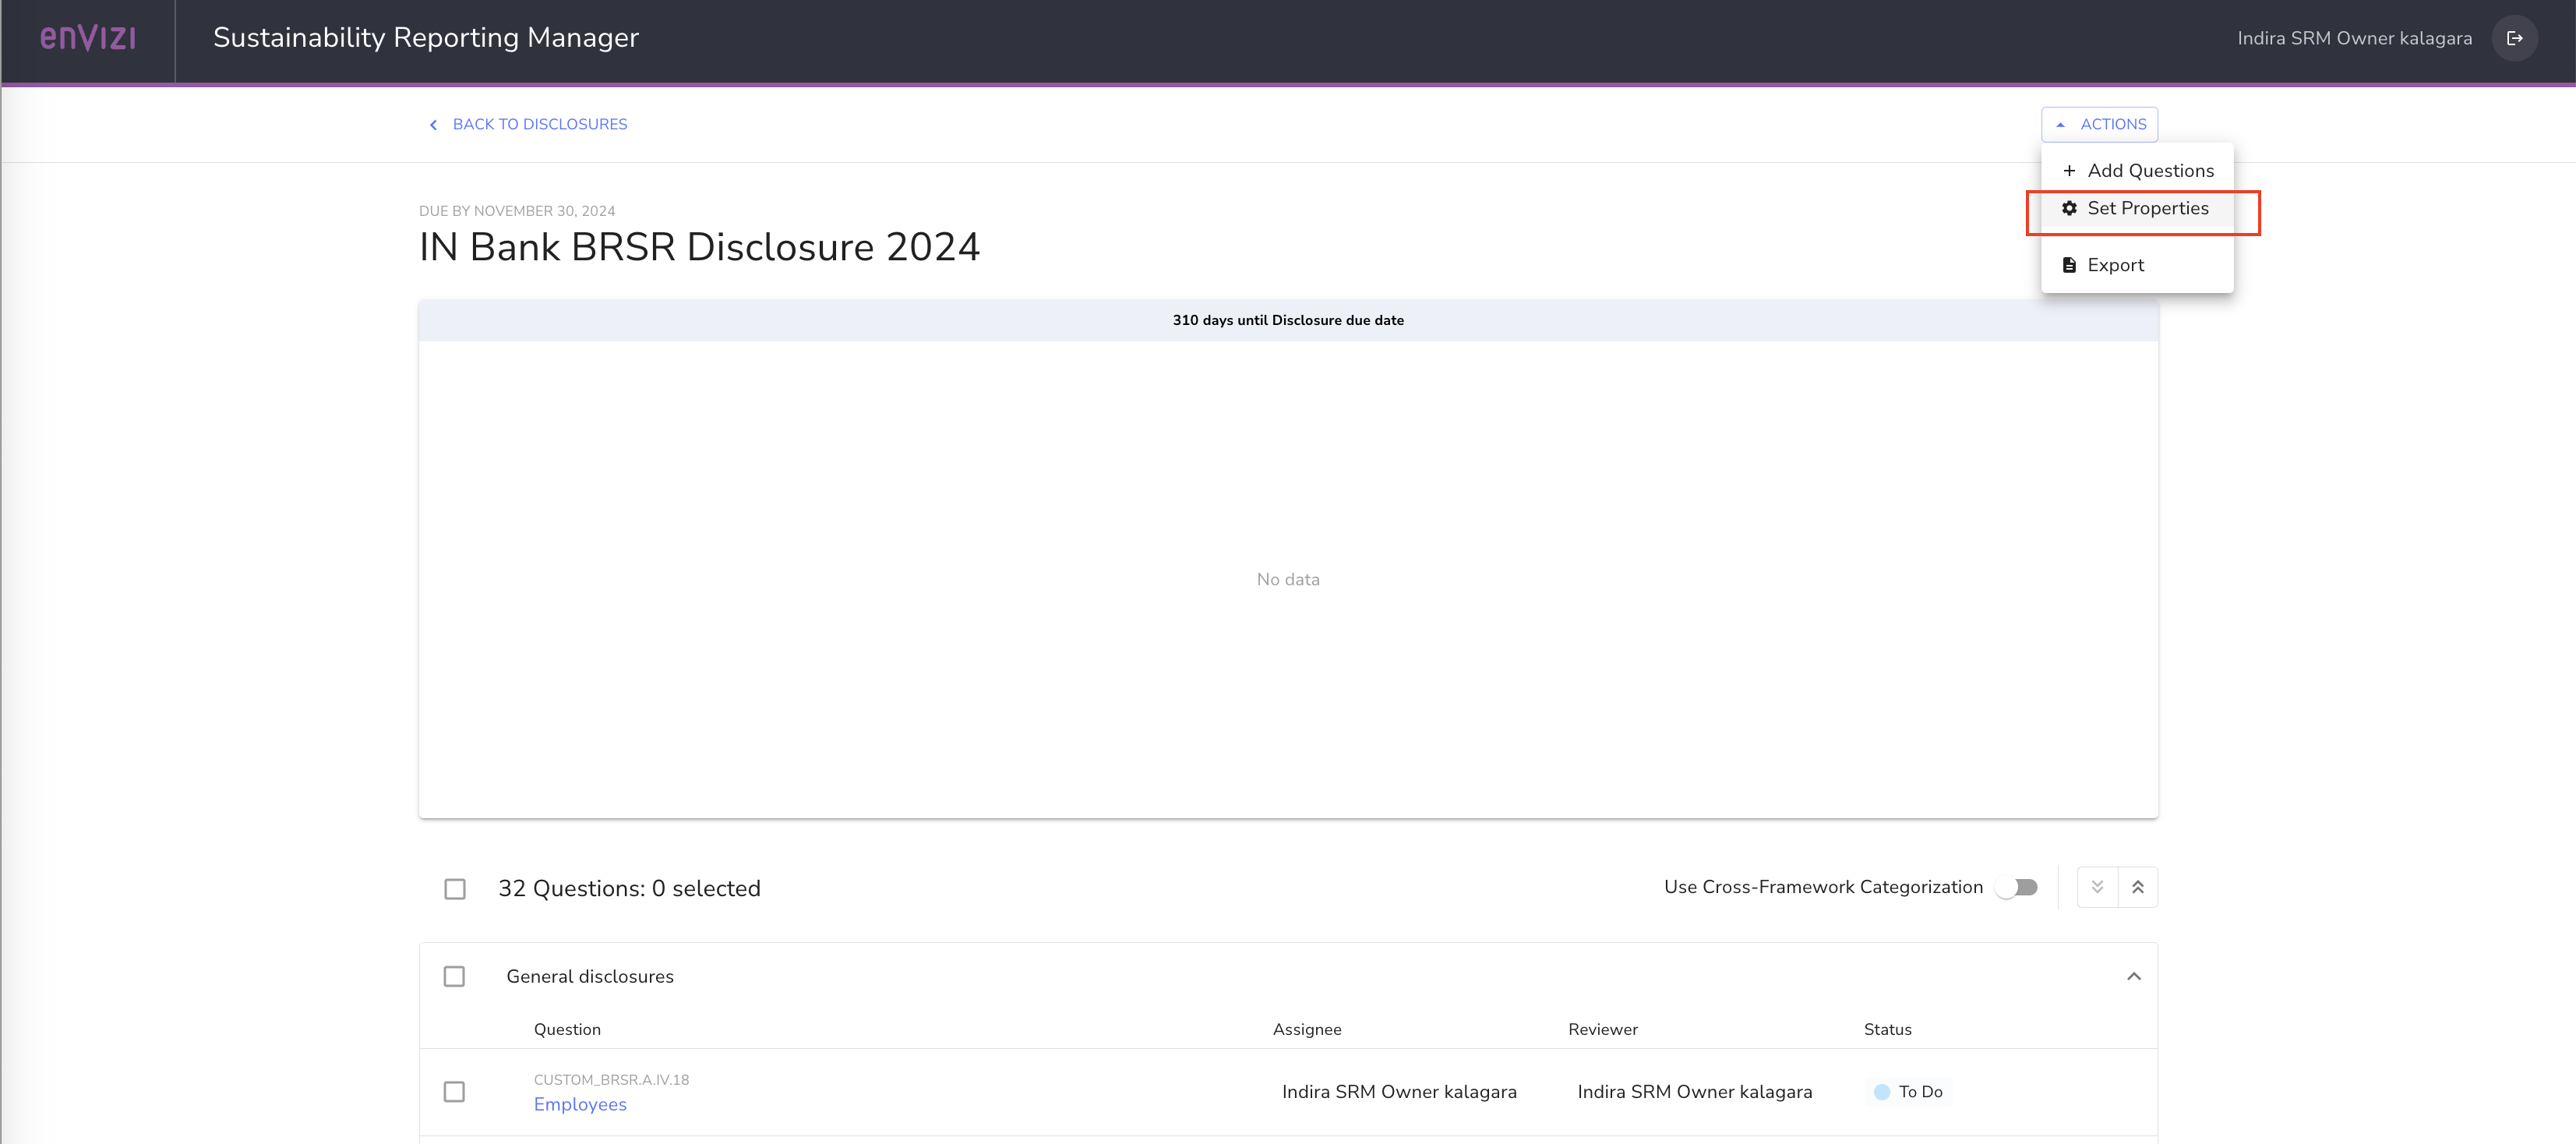 enVIZI
Sustainability Reporting Manager
Indira SRM Owner kalagara
BACK TO DISCLOSURES
ACTIONS
Add Questions
Set Properties
Export
DUE BY NOVEMBER 30, 2024
IN Bank BRSR Disclosure 2024
310 days until Disclosure due date
No data
32 Questions: 0 selected
Use Cross-Framework Categorization
General disclosures
Question Assignee Reviewer Status
CUSTOM_BRSR.A.IV.18
Employees
Indira SRM Owner kalagara Indira SRM Owner kalagara To Do